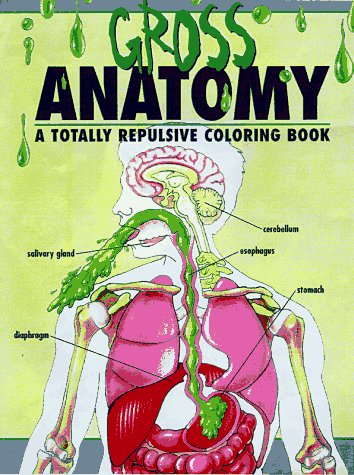 GROSS
ANATOMY
A TOTALLY REPULSIVE COLORING BOOK
cerebellum
salivary gland
esophagus
stomach
diaphragm